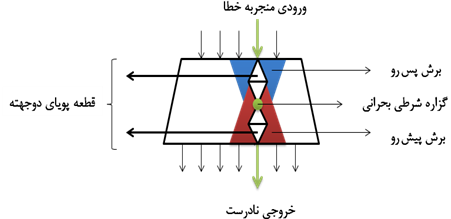 ورودی منجربه خطا
برش پس رو
گزاره شرطی بحرانی
برش پیش رو
قطعه پویای دوجهته
خروجی نادرست